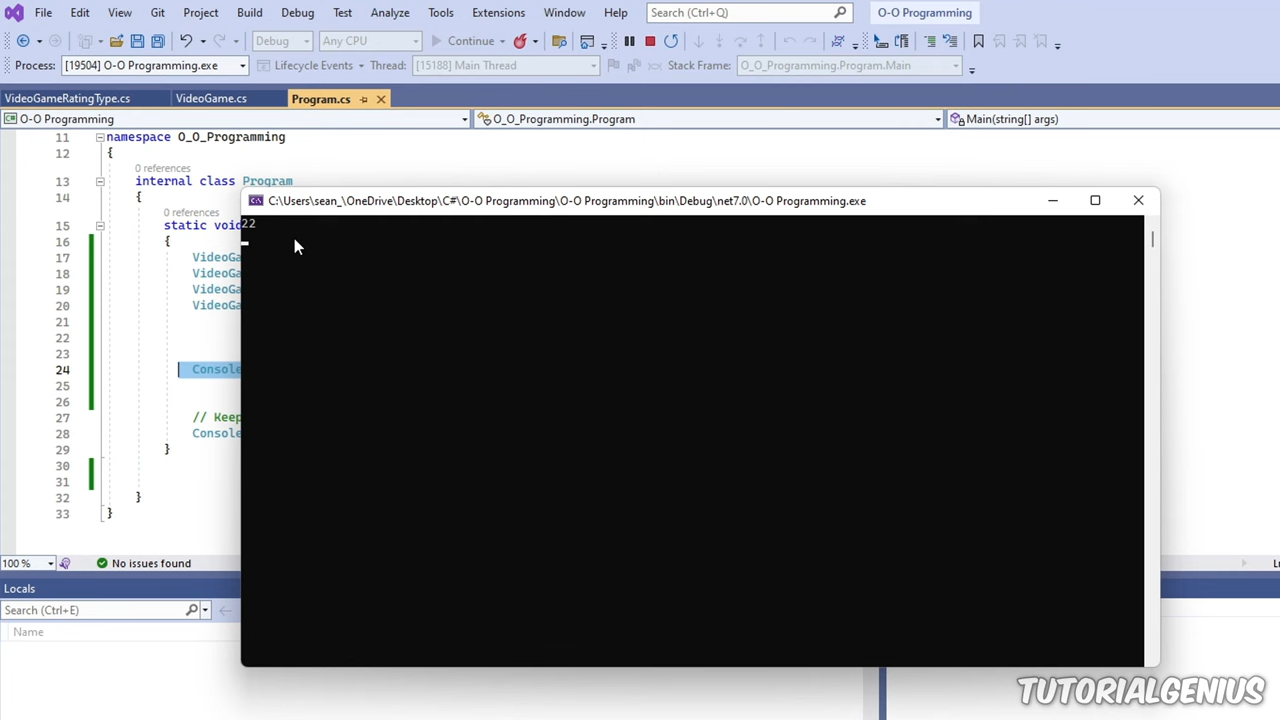 File Edit View Git Project Build Debug Test Analyze Tools Extensions Window Help Search (Ctrl+Q) O-O Programming
Debug Any CPU Continue
Process: [19504] O-O Programming.exe Lifecycle Events Thread: [15188] Main Thread Stack Frame: O_O_Programming.Program.Main
VideoGameRatingType.cs VideoGame.cs Program.cs
O-O Programming O_O_Programming.Program Main(string[] args)
11 namespace O_O_Programming
12 {
0 references
13 internal class Program
14 {
0 references
15 static void
16 {
17 VideoGa
18 VideoGa
19 VideoGa
20 VideoGa
21
22
23
24 Console
25
26
27 // Keep
28 Console
29 }
30
31
32 }
33 }
C:\Users\sean_\OneDrive\Desktop\C#\O-O Programming\O-O Programming\bin\Debug\net7.0\O-O Programming.exe
22
100 % No issues found
Locals
Search (Ctrl+E)
Name
TUTORIALGENIUS